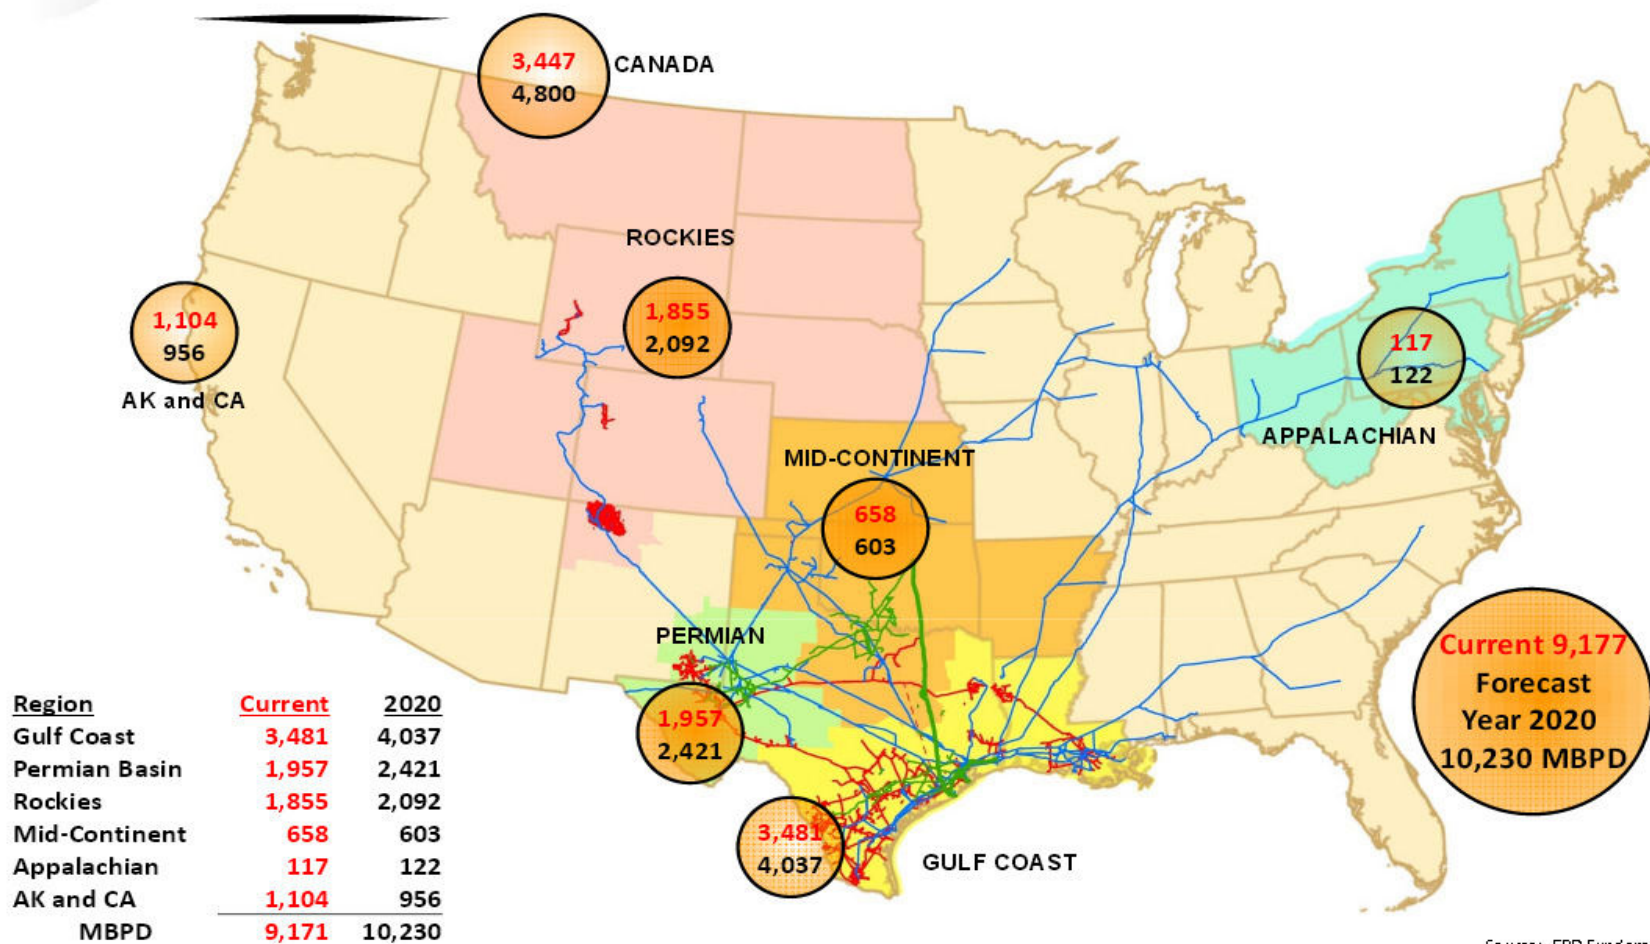 3,447
4,800
CANADA
ROCKIES
1,855
2,092
1,104
956
AK and CA
117
122
APPALACHIAN
MID-CONTINENT
658
603
PERMIAN
1,957
2,421
3,481
4,037
GULF COAST
Current 9,177
Forecast
Year 2020
10,230 MBPD
Region Current 2020
Gulf Coast 3,481 4,037
Permian Basin 1,957 2,421
Rockies 1,855 2,092
Mid-Continent 658 603
Appalachian 117 122
AK and CA 1,104 956
MBPD 9,171 10,230